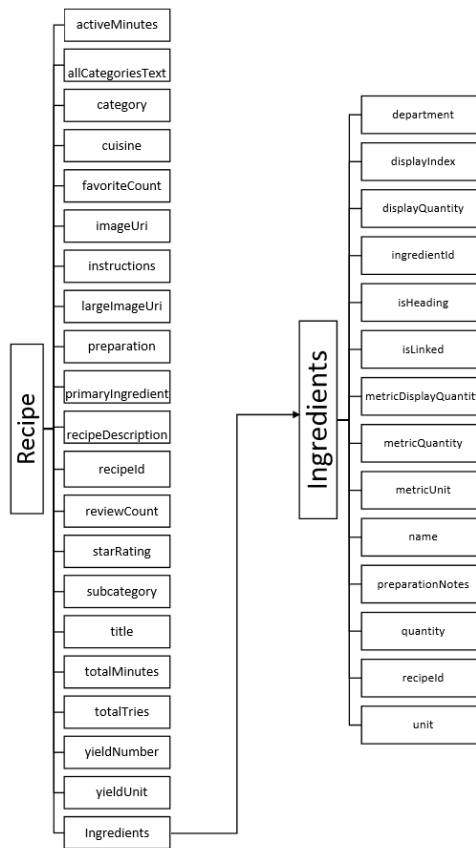 Recipe
activeMinutes
allCategoriesText
category
cuisine
favoriteCount
imageUri
instructions
largeImageUri
preparation
primaryIngredient
recipeDescription
recipeId
reviewCount
starRating
subcategory
title
totalMinutes
totalTries
yieldNumber
yieldUnit
Ingredients
Ingredients
department
displayIndex
displayQuantity
ingredientId
isHeading
isLinked
metricDisplayQuantity
metricQuantity
metricUnit
name
preparationNotes
quantity
recipeId
unit